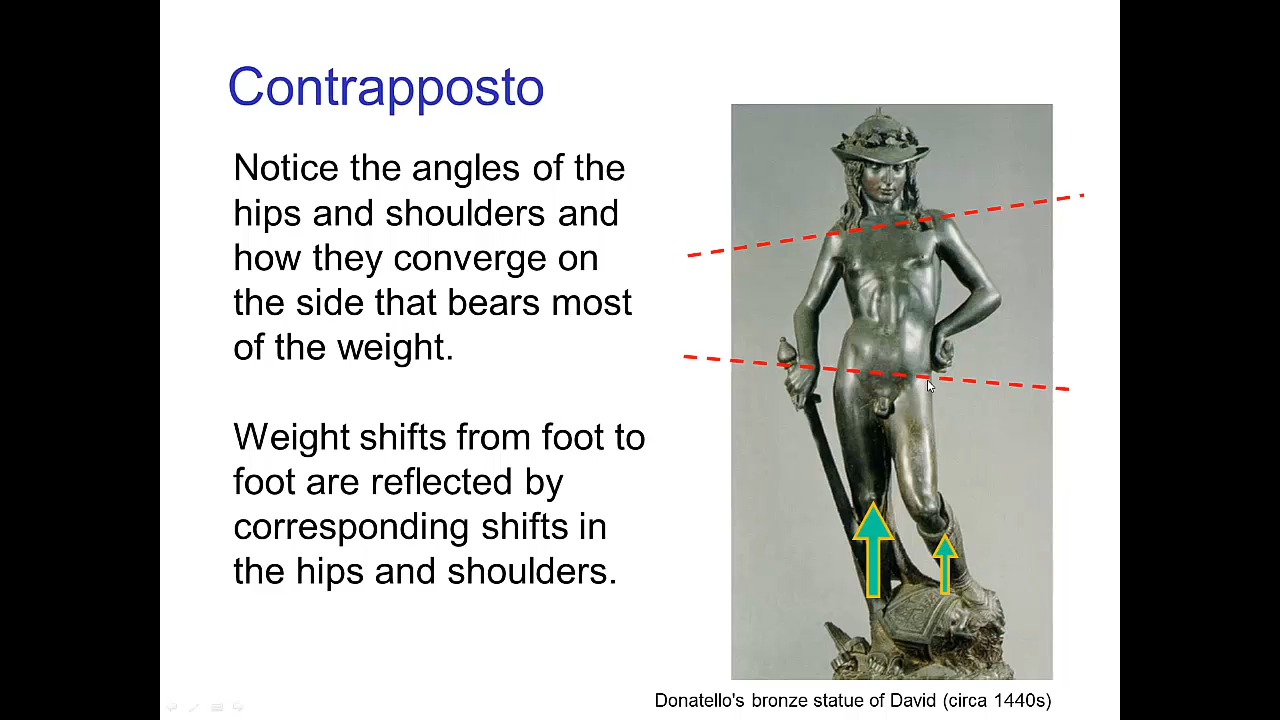 Contrapposto
Notice the angles of the
hips and shoulders and
how they converge on
the side that bears most
of the weight.
Weight shifts from foot to
foot are reflected by
corresponding shifts in
the hips and shoulders.
Donatello's bronze statue of David (circa 1440s)